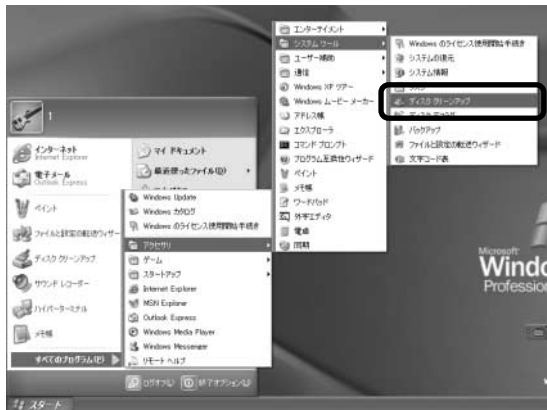 1
インターネット
Internet Explorer
電子メール
Outlook Express
ペイント
ファイルと設定の転送ウィザー
ディスク クリーンアップ
サウンド レコーダー
ハイパーターミナル
メモ帳
すべてのプログラム(P)
マイ ドキュメント
最近使ったファイル(D)
ログオフ(L)
終了オプション(U)
スタート
Windows Update
Windows カタログ
Windows のライセンス使用開始手続き
アクセサリ
ゲーム
スタートアップ
Internet Explorer
MSN Explorer
Outlook Express
Windows Media Player
Windows Messenger
リモート ヘルプ
エンターテイメント
システム ツール
ユーザー補助
通信
Windows XP ツアー
Windows ムービー メーカー
アドレス帳
エクスプローラ
コマンド プロンプト
プログラム互換性ウィザード
ペイント
メモ帳
ワードパッド
外字エディタ
電卓
同期
Windows のライセンス使用開始手続き
システムの復元
システム情報
ディスク クリーンアップ
バックアップ
ファイルと設定の転送ウィザード
文字コード表
Microsoft
Windo
Profession